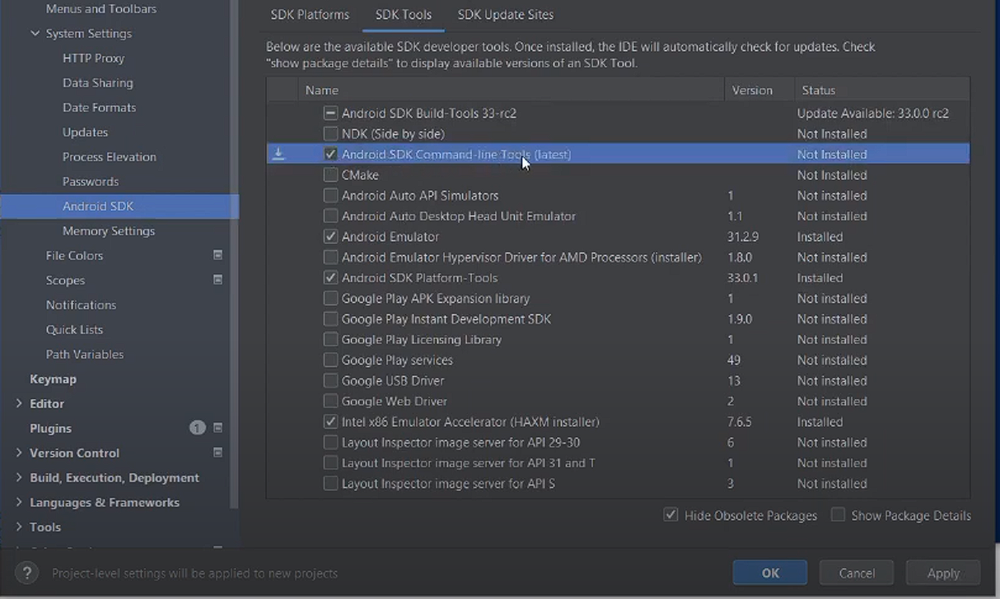 Menus and Toolbars
System Settings
HTTP Proxy
Data Sharing
Date Formats
Updates
Process Elevation
Passwords
Android SDK
Memory Settings
File Colors
Scopes
Notifications
Quick Lists
Path Variables
Keymap
Editor
Plugins 1
Version Control
Build, Execution, Deployment
Languages & Frameworks
Tools
SDK Platforms SDK Tools SDK Update Sites
Below are the available SDK developer tools. Once installed, the IDE will automatically check for updates. Check
"show package details" to display available versions of an SDK Tool.
Name Version Status
Android SDK Build-Tools 33-rc2 Update Available: 33.0.0 rc2
NDK (Side by side) Not Installed
Android SDK Command-line Tools (latest) Not Installed
CMake Not Installed
Android Auto API Simulators 1 Not installed
Android Auto Desktop Head Unit Emulator 1.1 Not installed
Android Emulator 31.2.9 Installed
Android Emulator Hypervisor Driver for AMD Processors (installer) 1.8.0 Not installed
Android SDK Platform-Tools 33.0.1 Installed
Google Play APK Expansion library 1 Not installed
Google Play Instant Development SDK 1.9.0 Not installed
Google Play Licensing Library 1 Not installed
Google Play services 49 Not installed
Google USB Driver 13 Not installed
Google Web Driver 2 Not installed
Intel x86 Emulator Accelerator (HAXM installer) 7.6.5 Installed
Layout Inspector image server for API 29-30 6 Not installed
Layout Inspector image server for API 31 and T 1 Not installed
Layout Inspector image server for API S 3 Not installed
Hide Obsolete Packages Show Package Details
? Project-level settings will be applied to new projects
OK Cancel Apply